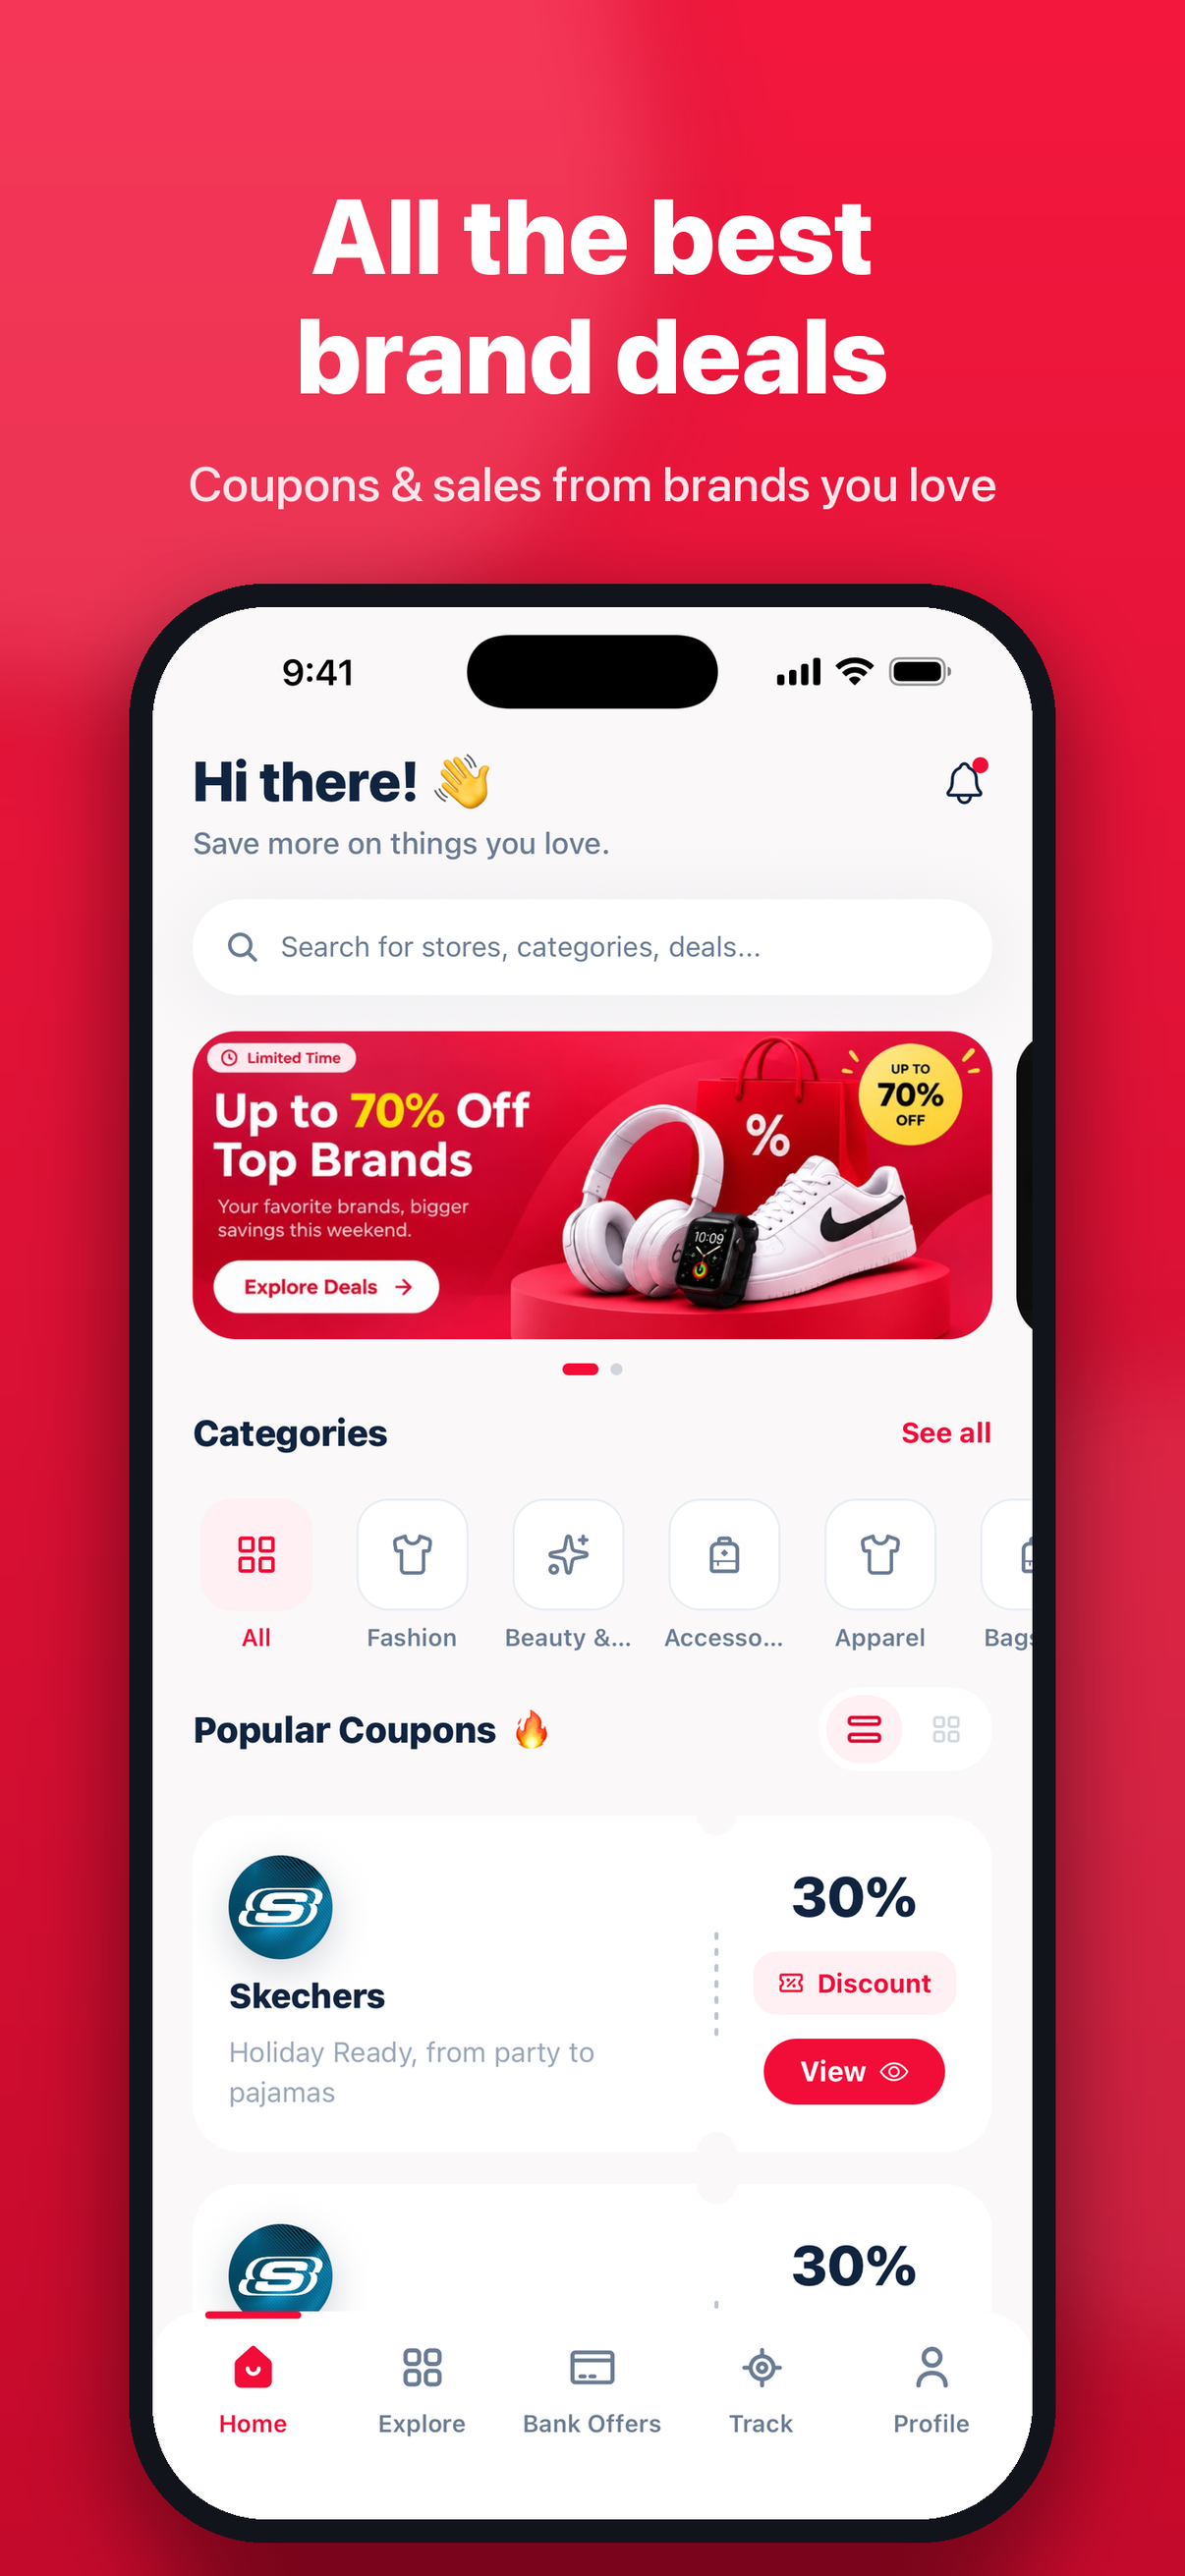 All the best
brand deals
Coupons & sales from brands you love
9:41
Hi there! 👋
Save more on things you love.
Search for stores, categories, deals...
Limited Time
Up to 70% Off
Top Brands
Your favorite brands, bigger
savings this weekend.
Explore Deals →
%
UP TO
70%
OFF
10:09
Categories
See all
All
Fashion
Beauty &...
Accesso...
Apparel
Bags
Popular Coupons 🔥
Skechers
Holiday Ready, from party to
pajamas
30%
Discount
View
30%
Home
Explore
Bank Offers
Track
Profile